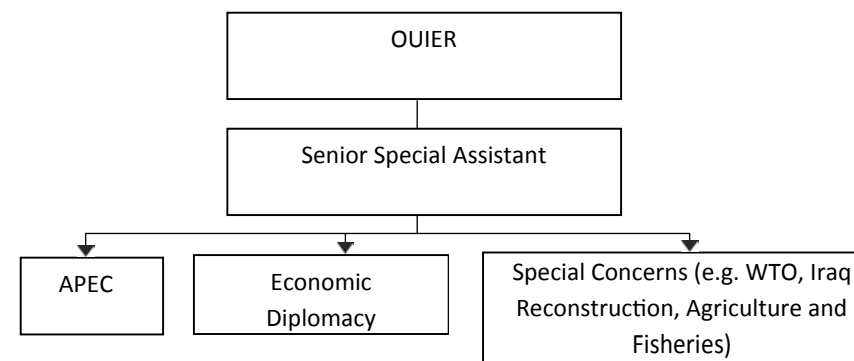 OUIER
Senior Special Assistant
APEC
Economic
Diplomacy
Special Concerns (e.g. WTO, Iraq
Reconstruction, Agriculture and
Fisheries)